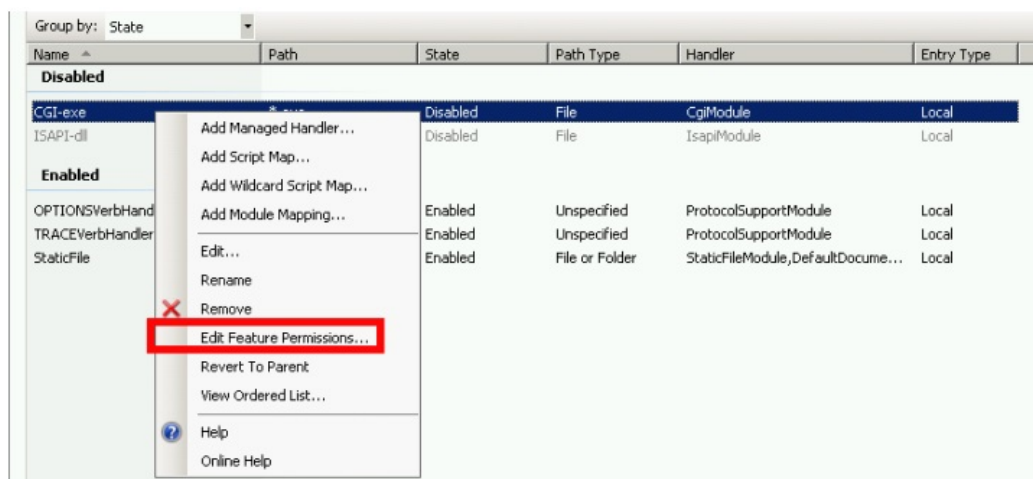 Group by: State
Name Path State Path Type Handler Entry Type
Disabled
CGI-exe Disabled File CgiModule Local
ISAPI-dll Disabled File IsapiModule Local
Enabled
OPTIONSVerbHand Enabled Unspecified ProtocolSupportModule Local
TRACEVerbHandler Enabled Unspecified ProtocolSupportModule Local
StaticFile Enabled File or Folder StaticFileModule,DefaultDocume... Local
Add Managed Handler...
Add Script Map...
Add Wildcard Script Map...
Add Module Mapping...
Edit...
Rename
Remove
Edit Feature Permissions...
Revert To Parent
View Ordered List...
Help
Online Help